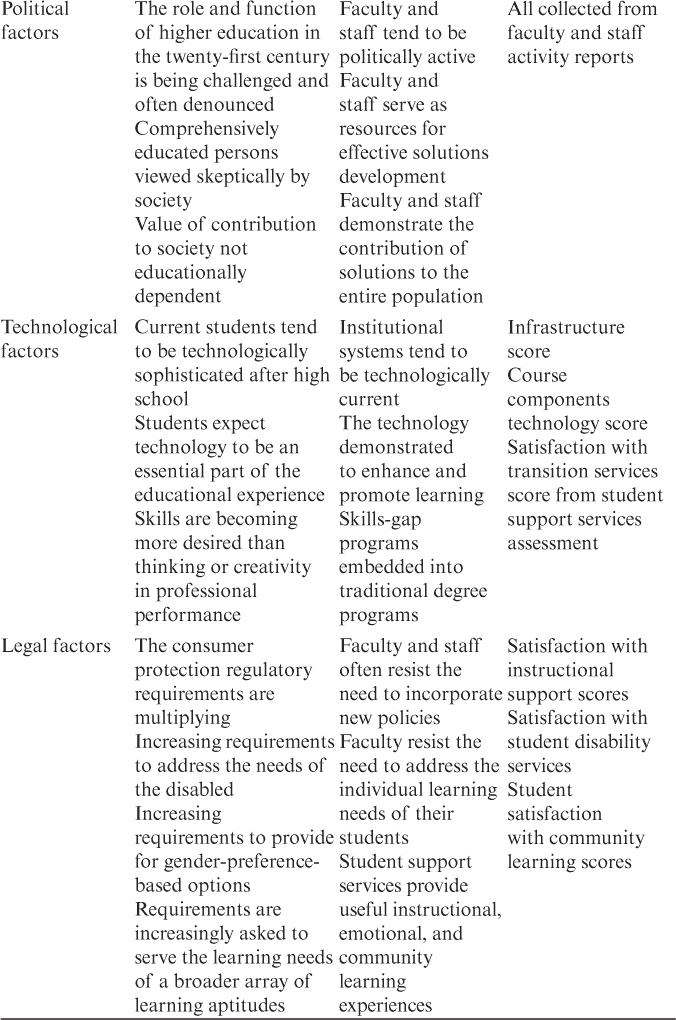 Political factors
The role and function
of higher education in
the twenty-first century
is being challenged and
often denounced
Comprehensively
educated persons
viewed skeptically by
society
Value of contribution
to society not
educationally
dependent
Faculty and
staff tend to be
politically active
Faculty and
staff serve as
resources for
effective solutions
development
Faculty and staff
demonstrate the
contribution of
solutions to the
entire population
All collected from
faculty and staff
activity reports
Technological
factors
Current students tend
to be technologically
sophisticated after high
school
Students expect
technology to be an
essential part of the
educational experience
Skills are becoming
more desired than
thinking or creativity
in professional
performance
Institutional
systems tend to
be technologically
current
The technology
demonstrated
to enhance and
promote learning
Skills-gap
programs
embedded into
traditional degree
programs
Infrastructure
score
Course
components
technology score
Satisfaction with
transition services
score from student
support services
assessment
Legal factors
The consumer
protection regulatory
requirements are
multiplying
Increasing requirements
to address the needs of
the disabled
Increasing
requirements to provide
for gender-preference-
based options
Requirements are
increasingly asked to
serve the learning needs
of a broader array of
learning aptitudes
Faculty and staff
often resist the
need to incorporate
new policies
Faculty resist the
need to address the
individual learning
needs of their
students
Student support
services provide
useful instructional,
emotional, and
community
learning
experiences
Satisfaction with
instructional
support scores
Satisfaction with
student disability
services
Student
satisfaction
with community
learning scores